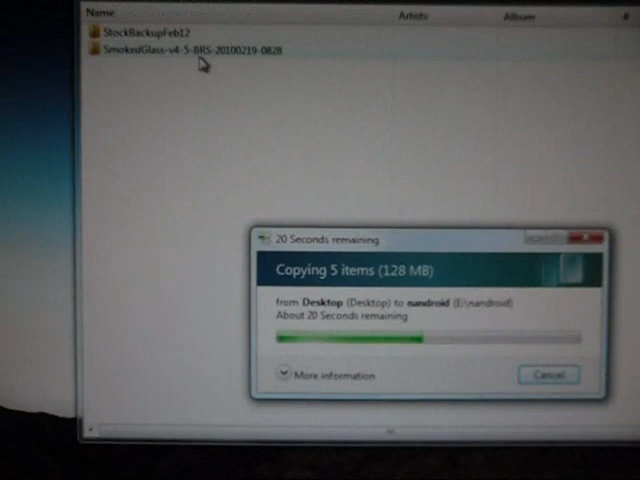 Name Artists Album #
StockBackupFeb12
SmokedGlass-v4-5-BRS-20100219-0828
20 Seconds remaining
Copying 5 items (128 MB)
from Desktop (Desktop) to nandroid (E:\nandroid)
About 20 Seconds remaining
More information
Cancel